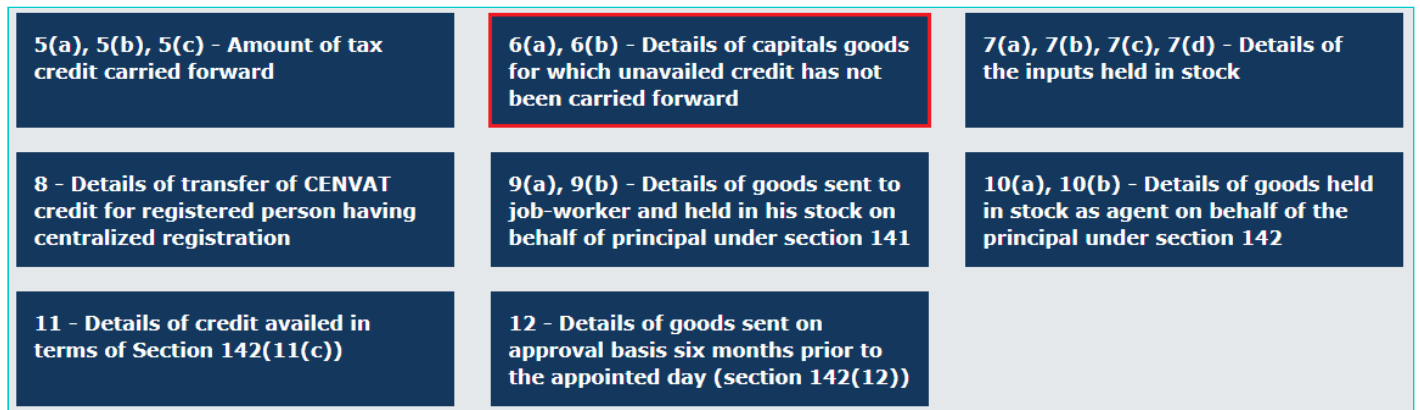 5(a), 5(b), 5(c) - Amount of tax
credit carried forward
6(a), 6(b) - Details of capitals goods
for which unavailed credit has not
been carried forward
7(a), 7(b), 7(c), 7(d) - Details of
the inputs held in stock
8 - Details of transfer of CENVAT
credit for registered person having
centralized registration
9(a), 9(b) - Details of goods sent to
job-worker and held in his stock on
behalf of principal under section 141
10(a), 10(b) - Details of goods held
in stock as agent on behalf of the
principal under section 142
11 - Details of credit availed in
terms of Section 142(11(c))
12 - Details of goods sent on
approval basis six months prior to
the appointed day (section 142(12))